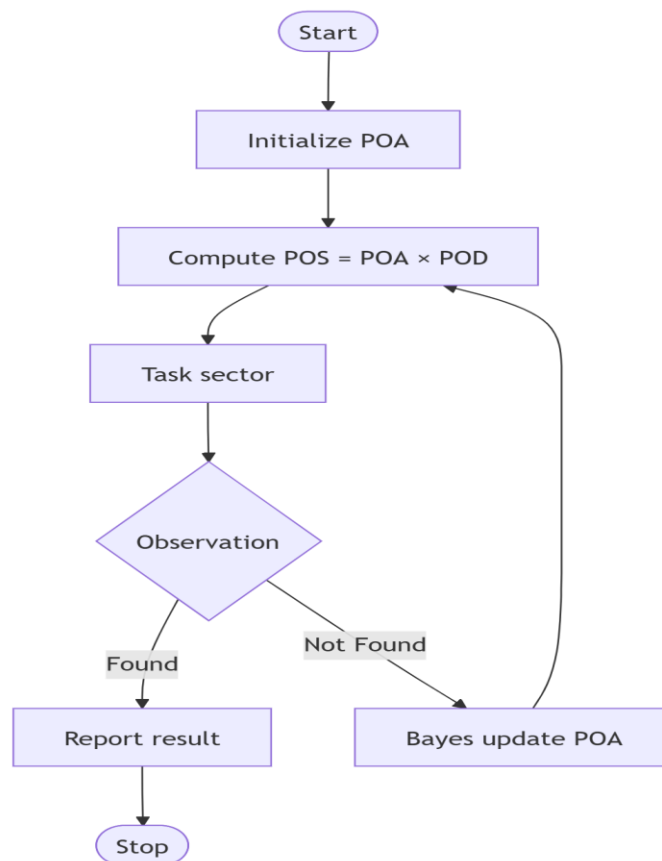 Start
Initialize POA
Compute POS = POA × POD
Task sector
Observation
Found
Not Found
Report result
Bayes update POA
Stop